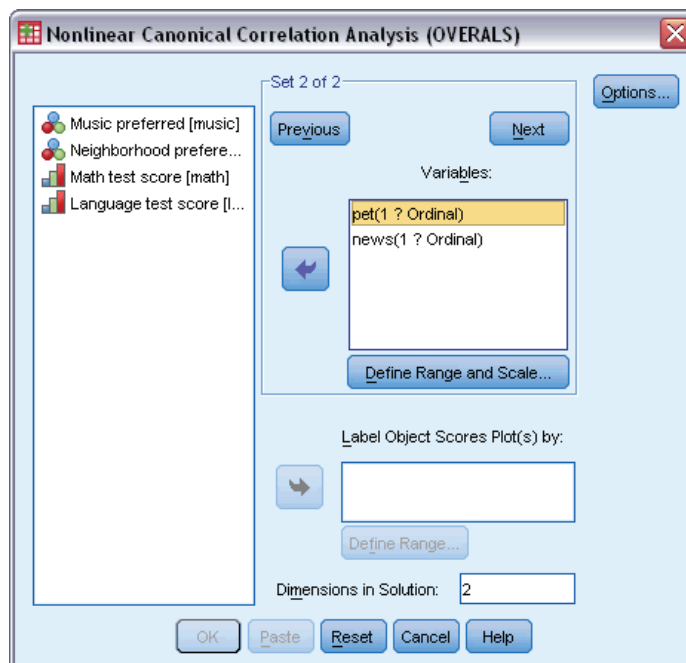 Nonlinear Canonical Correlation Analysis (OVERALS)
Set 2 of 2
Options...
Music preferred [music]
Neighborhood prefere...
Math test score [math]
Language test score [l...
Previous
Next
Variables:
pet(1 ? Ordinal)
news(1 ? Ordinal)
Define Range and Scale...
Label Object Scores Plot(s) by:
Define Range...
Dimensions in Solution:
2
OK
Paste
Reset
Cancel
Help